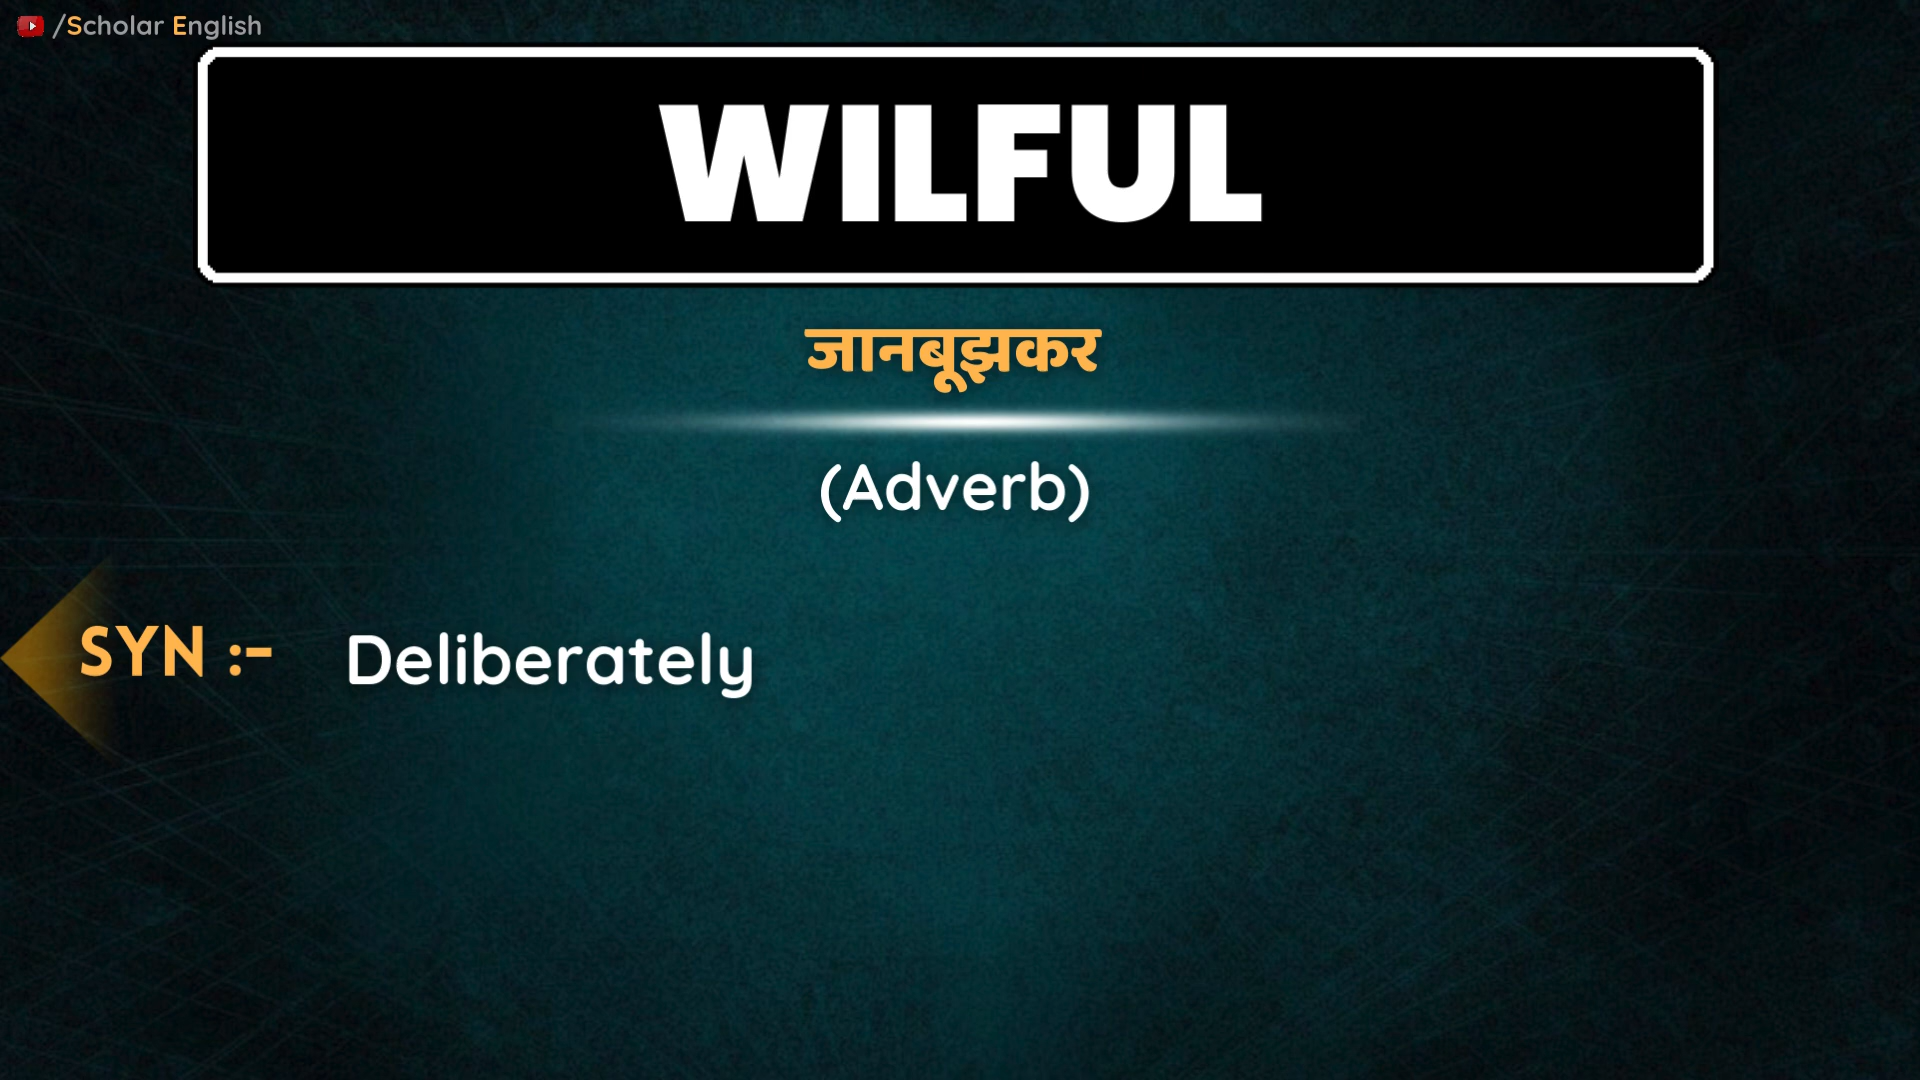 /Scholar English
WILFUL
जानबूझकर
(Adverb)
SYN :- Deliberately